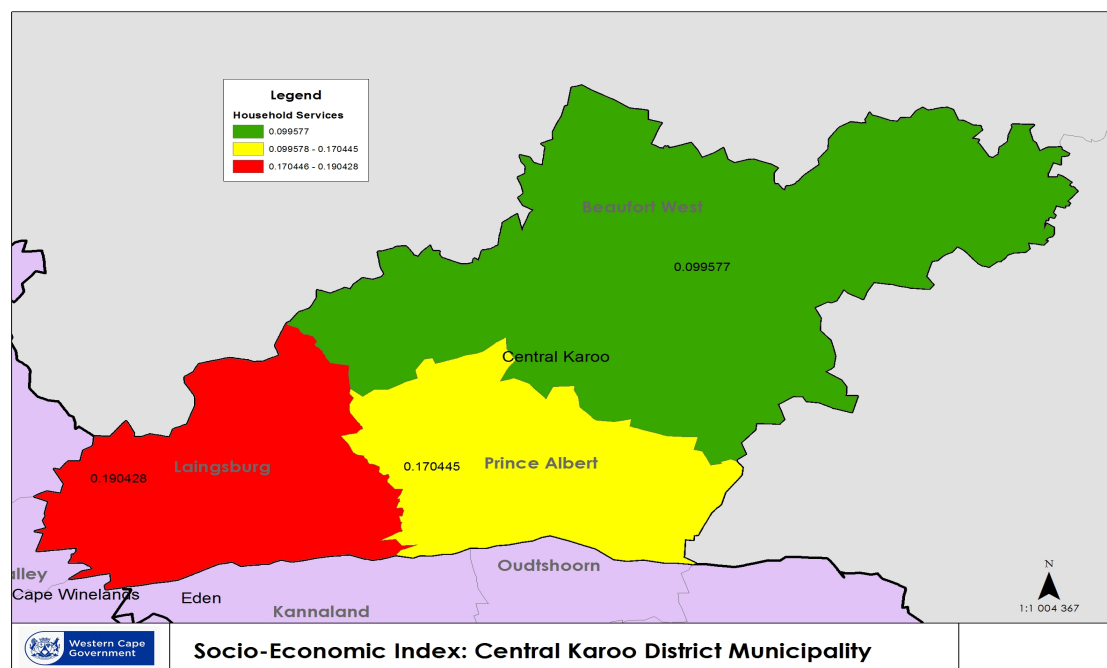 Legend
Household Services
0.099577
0.099578 - 0.170445
0.170446 - 0.190428
Beaufort West
0.099577
Central Karoo
0.190428
Laingsburg
0.170445
Prince Albert
alley
Cape Winelands
Eden
Kannaland
Oudtshoorn
N
1:1 004 367
Western Cape
Government
Socio-Economic Index: Central Karoo District Municipality